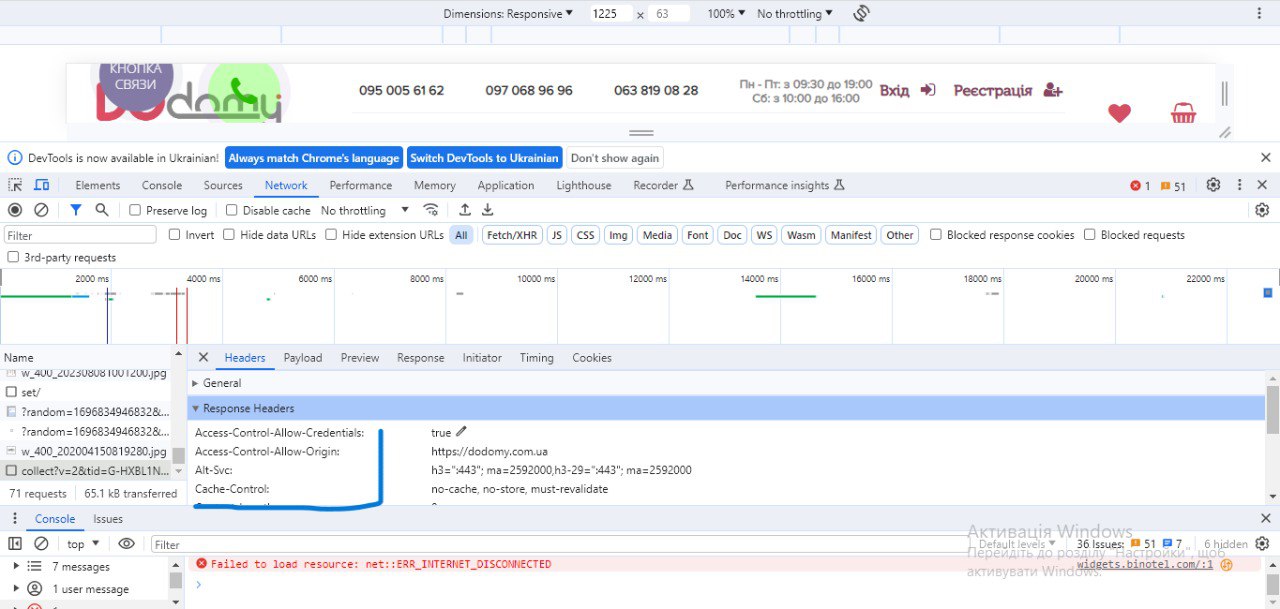 Dimensions: Responsive 1225 x 63 100% No throttling
КНОПКА
СВЯЗИ
DOdomy
095 005 61 62 097 068 96 96 063 819 08 28
Пн - Пт: з 09:30 до 19:00
Сб: з 10:00 до 16:00
Вхід Реєстрація
DevTools is now available in Ukrainian! Always match Chrome's language Switch DevTools to Ukrainian Don't show again
Elements Console Sources Network Performance Memory Application Lighthouse Recorder Performance insights 1 51
Preserve log Disable cache No throttling
Filter Invert Hide data URLs Hide extension URLs All Fetch/XHR JS CSS Img Media Font Doc WS Wasm Manifest Other Blocked response cookies Blocked requests
3rd-party requests
2000 ms 4000 ms 6000 ms 8000 ms 10000 ms 12000 ms 14000 ms 16000 ms 18000 ms 20000 ms 22000 ms
Name Headers Payload Preview Response Initiator Timing Cookies
w_400_202308081001200.jpg
General
set/
Response Headers
?random=1696834946832&...
?random=1696834946832&...
w_400_202004150819280.jpg
collect?v=2&tid=G-HXBL1N...
Access-Control-Allow-Credentials: true
Access-Control-Allow-Origin: https://dodomy.com.ua
Alt-Svc: h3=":443"; ma=2592000,h3-29=":443"; ma=2592000
Cache-Control: no-cache, no-store, must-revalidate
71 requests 65.1 kB transferred
Console Issues
top Filter Default levels 36 Issues: 51 7 6 hidden
7 messages
1 user message
Failed to load resource: net::ERR_INTERNET_DISCONNECTED widgets.binotel.com/:1
Активація Windows
Перейдіть до розділу "Настройки", щоб
активувати Windows.